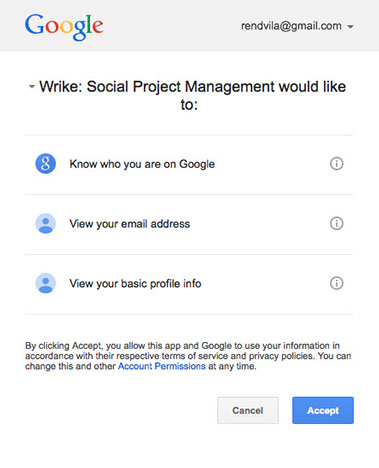 Google
rendvila@gmail.com
Wrike: Social Project Management would like
to:
Know who you are on Google
View your email address
View your basic profile info
By clicking Accept, you allow this app and Google to use your information in
accordance with their respective terms of service and privacy policies. You can
change this and other Account Permissions at any time.
Cancel
Accept